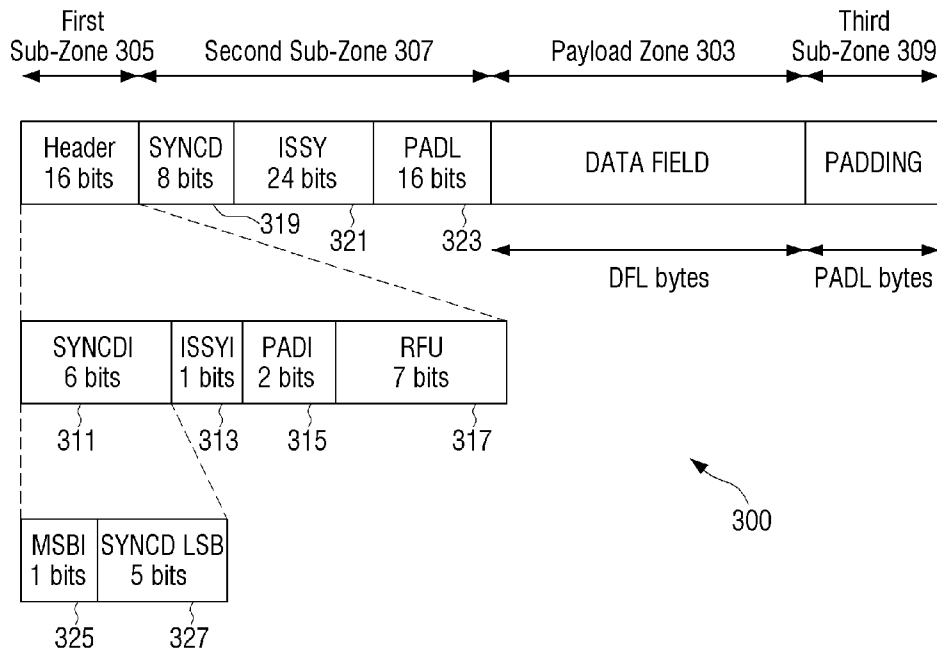 First
Sub-Zone 305
Second Sub-Zone 307
Payload Zone 303
Third
Sub-Zone 309
Header
16 bits
SYNCD
8 bits
ISSY
24 bits
PADL
16 bits
DATA FIELD
PADDING
319
321
323
DFL bytes
PADL bytes
SYNCDI
6 bits
ISSYI
1 bits
PADI
2 bits
RFU
7 bits
311
313
315
317
300
MSBI
1 bits
SYNCD LSB
5 bits
325
327